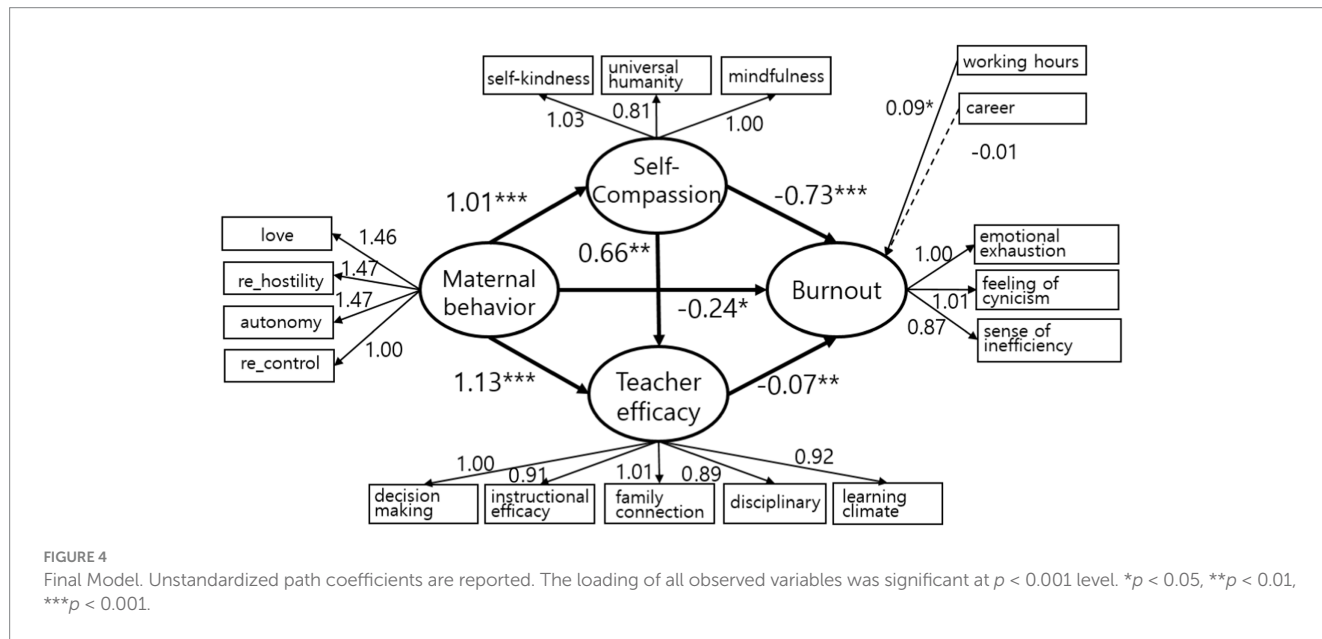 self-kindness
universal
humanity
mindfulness
working hours
career
1.03
0.81
1.00
0.09*
-0.01
Self-
Compassion
1.01***
-0.73***
love
re_hostility
autonomy
re_control
1.46
1.47
1.47
1.00
Maternal
behavior
0.66**
-0.24*
Burnout
1.00
1.01
0.87
emotional
exhaustion
feeling of
cynicism
sense of
inefficiency
1.13***
Teacher
efficacy
-0.07**
1.00
0.91
1.01
0.89
0.92
decision
making
instructional
efficacy
family
connection
disciplinary
learning
climate
FIGURE 4
Final Model. Unstandardized path coefficients are reported. The loading of all observed variables was significant at p < 0.001 level. *p < 0.05, **p < 0.01,
***p < 0.001.